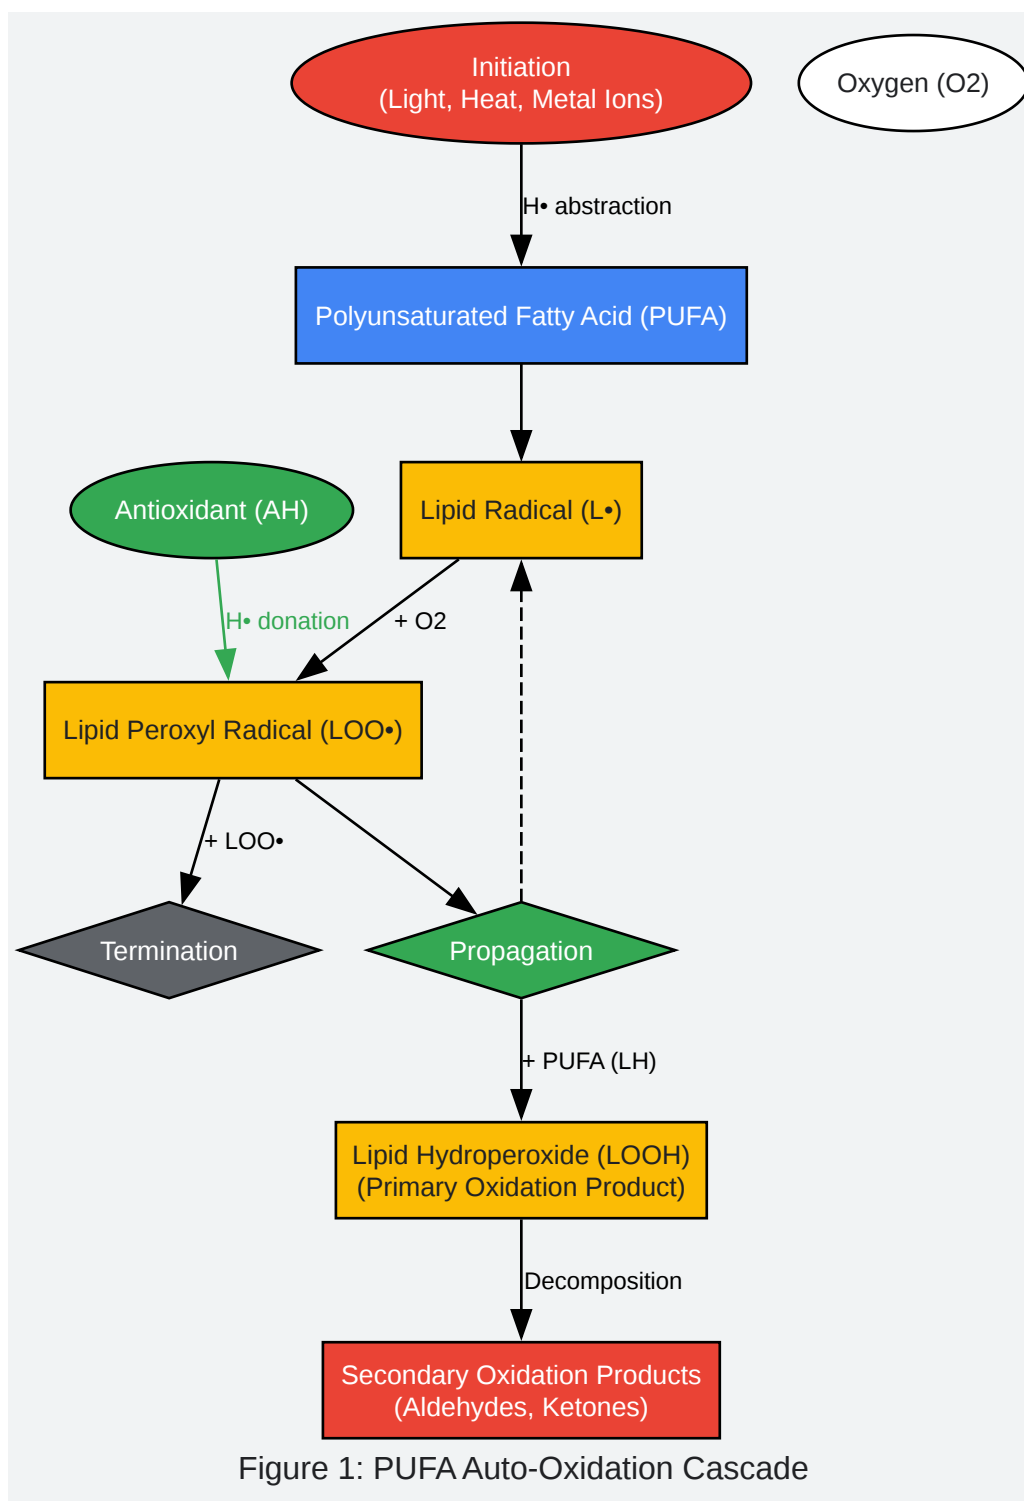 Initiation
(Light, Heat, Metal Ions)
Oxygen (O2)
H• abstraction
Polyunsaturated Fatty Acid (PUFA)
Antioxidant (AH)
Lipid Radical (L•)
H• donation
+ O2
Lipid Peroxyl Radical (LOO•)
+ LOO•
Termination
Propagation
+ PUFA (LH)
Lipid Hydroperoxide (LOOH)
(Primary Oxidation Product)
Decomposition
Secondary Oxidation Products
(Aldehydes, Ketones)
Figure 1: PUFA Auto-Oxidation Cascade